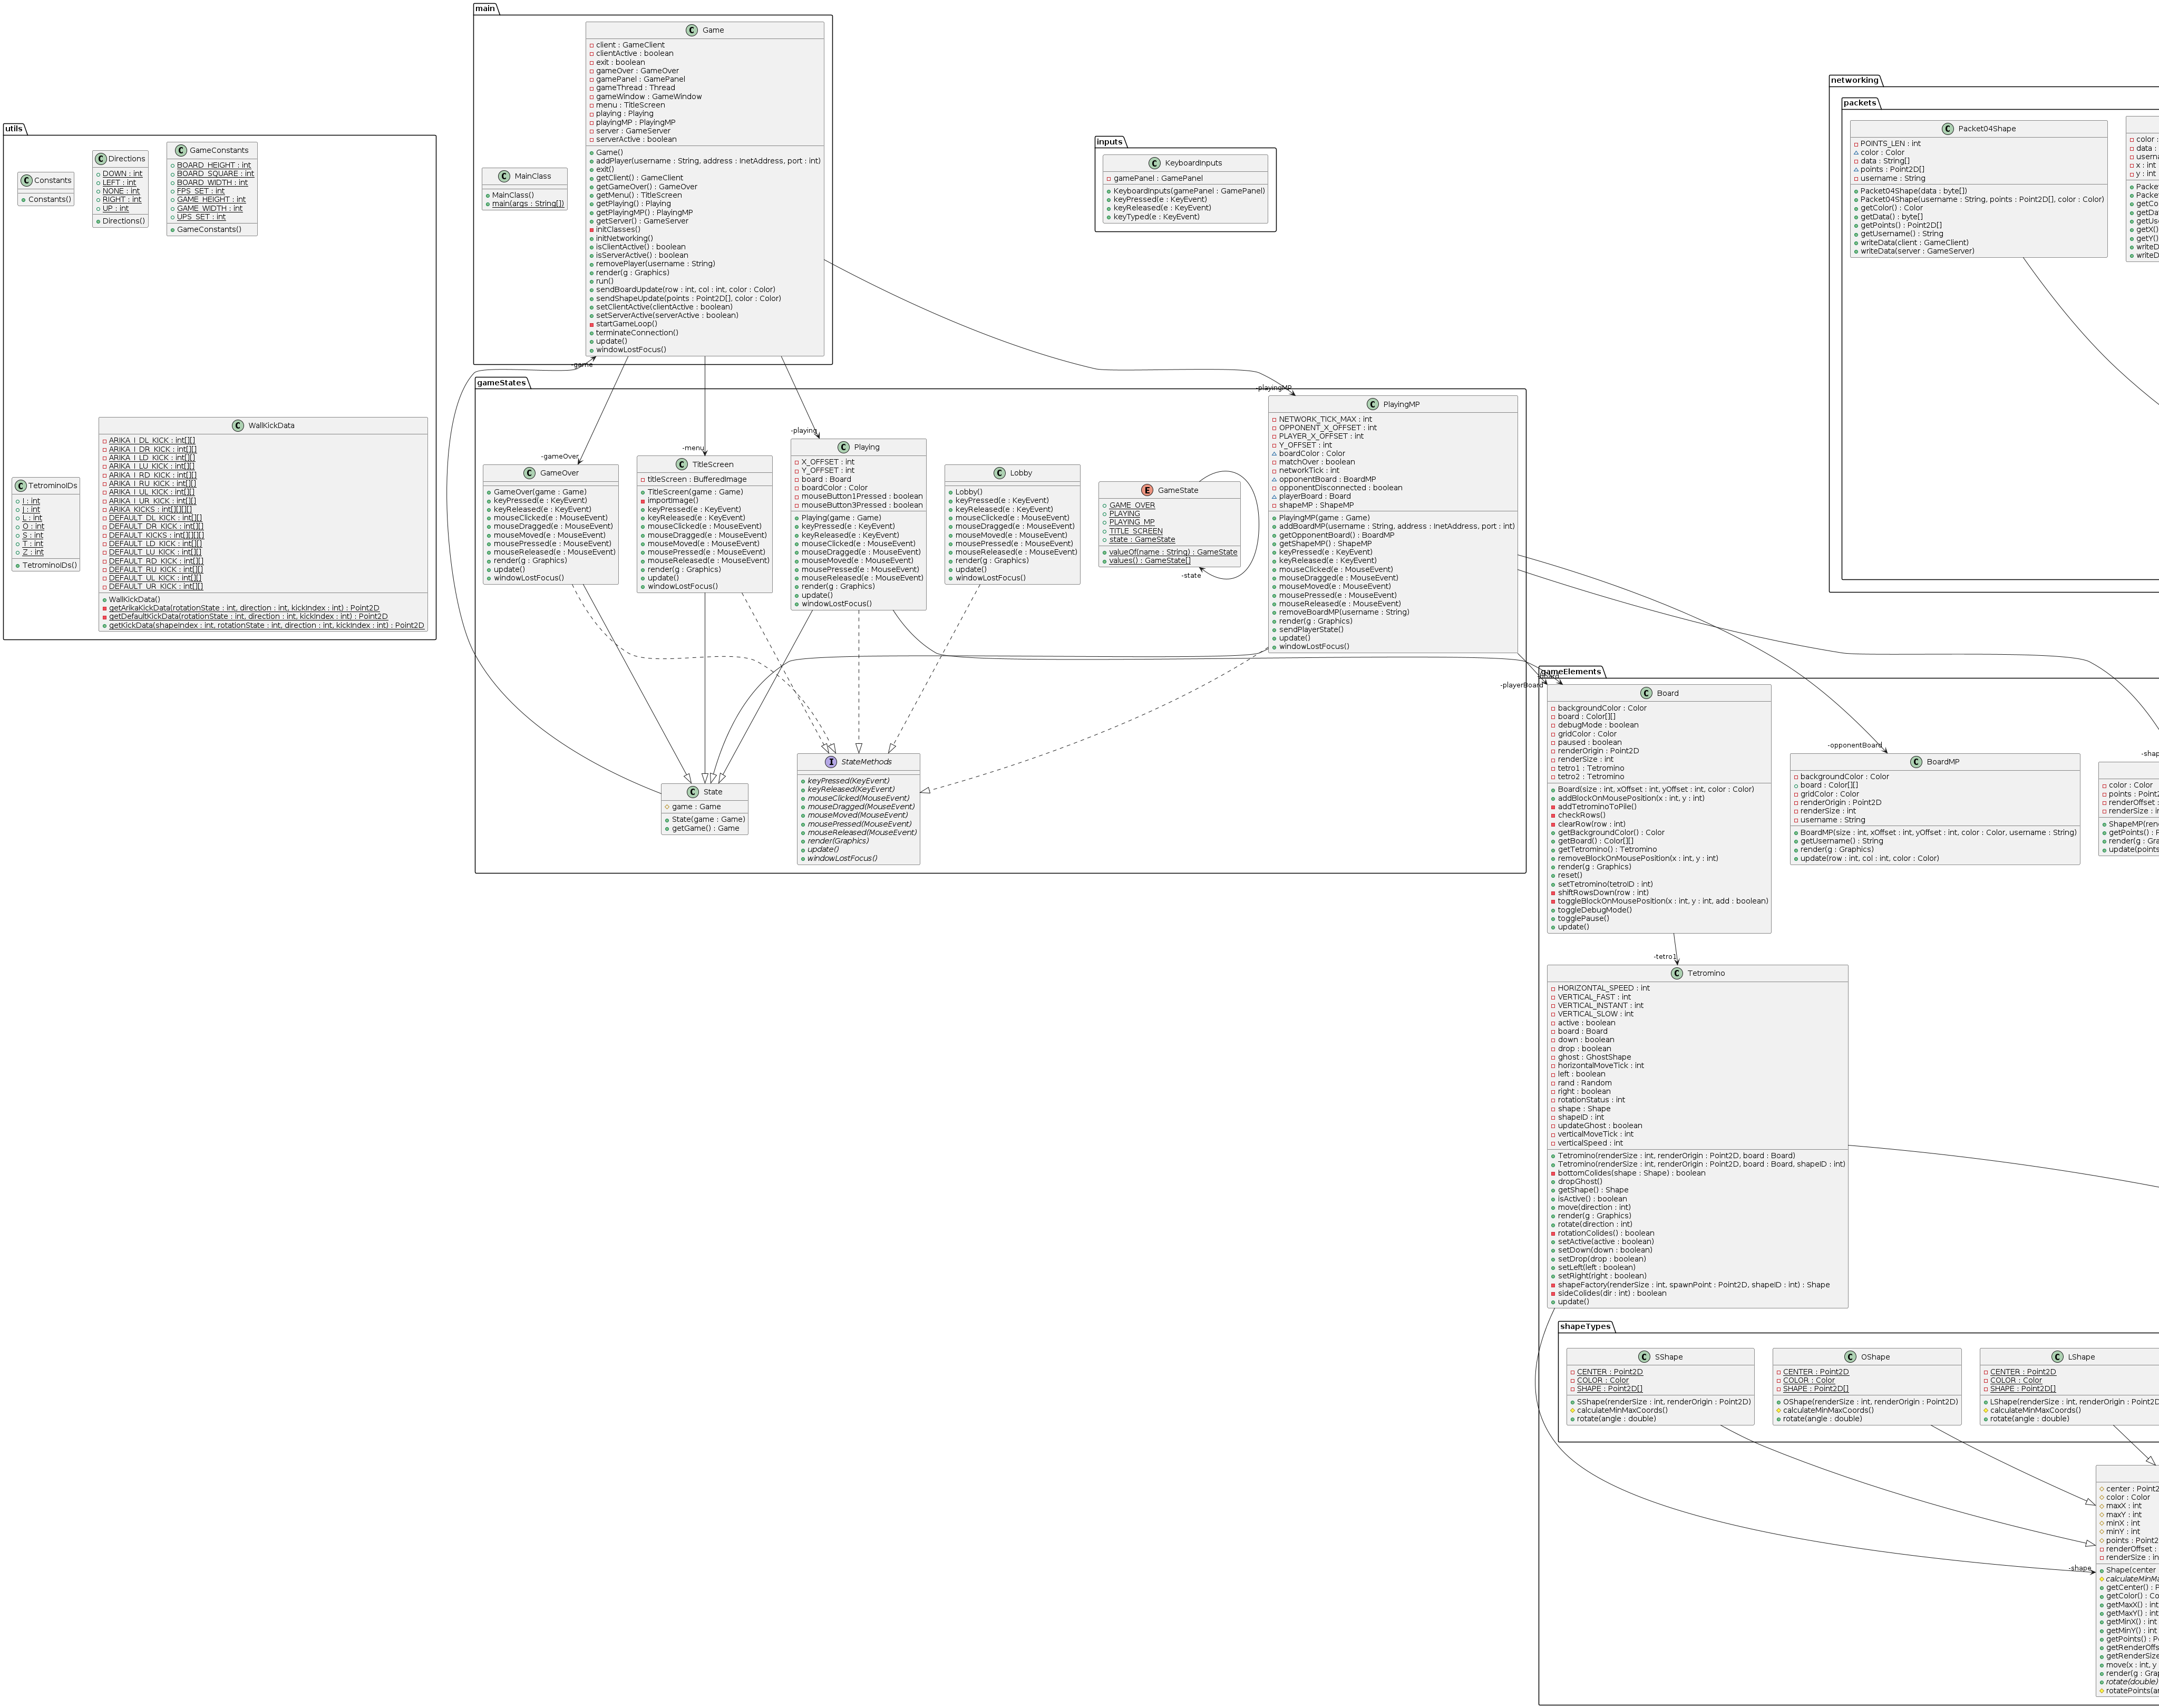 utils
Constants
Constants()
Directions
DOWN : int
LEFT : int
NONE : int
RIGHT : int
UP : int
Directions()
GameConstants
BOARD_HEIGHT : int
BOARD_SQUARE : int
BOARD_WIDTH : int
FPS_SET : int
GAME_HEIGHT : int
GAME_WIDTH : int
UPS_SET : int
GameConstants()
TetrominoIDs
I : int
J : int
L : int
O : int
S : int
T : int
Z : int
TetrominoIDs()
WallKickData
ARIKA_I_DL_KICK : int[][]
ARIKA_I_DR_KICK : int[][]
ARIKA_I_LD_KICK : int[][]
ARIKA_I_LU_KICK : int[][]
ARIKA_I_RD_KICK : int[][]
ARIKA_I_RU_KICK : int[][]
ARIKA_I_UL_KICK : int[][]
ARIKA_I_UR_KICK : int[][]
ARIKA_KICKS : int[][][][]
DEFAULT_DL_KICK : int[][]
DEFAULT_DR_KICK : int[][]
DEFAULT_KICKS : int[][][][]
DEFAULT_LD_KICK : int[][]
DEFAULT_LU_KICK : int[][]
DEFAULT_RD_KICK : int[][]
DEFAULT_RU_KICK : int[][]
DEFAULT_UL_KICK : int[][]
DEFAULT_UR_KICK : int[][]
WallKickData()
getArikaKickData(rotationState : int, direction : int, kickIndex : int) : Point2D
getDefaultKickData(rotationState : int, direction : int, kickIndex : int) : Point2D
getKickData(shapeIndex : int, rotationState : int, direction : int, kickIndex : int) : Point2D
main
MainClass
MainClass()
main(args : String[])
Game
client : GameClient
clientActive : boolean
exit : boolean
gameOver : GameOver
gamePanel : GamePanel
gameThread : Thread
gameWindow : GameWindow
menu : TitleScreen
playing : Playing
playingMP : PlayingMP
server : GameServer
serverActive : boolean
Game()
addPlayer(username : String, address : InetAddress, port : int)
exit()
getClient() : GameClient
getGameOver() : GameOver
getMenu() : TitleScreen
getPlaying() : Playing
getPlayingMP() : PlayingMP
getServer() : GameServer
initClasses()
initNetworking()
isClientActive() : boolean
isServerActive() : boolean
removePlayer(username : String)
render(g : Graphics)
run()
sendBoardUpdate(row : int, col : int, color : Color)
sendShapeUpdate(points : Point2D[], color : Color)
setClientActive(clientActive : boolean)
setServerActive(serverActive : boolean)
startGameLoop()
terminateConnection()
update()
windowLostFocus()
inputs
KeyboardInputs
gamePanel : GamePanel
KeyboardInputs(gamePanel : GamePanel)
keyPressed(e : KeyEvent)
keyReleased(e : KeyEvent)
keyTyped(e : KeyEvent)
networking
packets
Packet04Shape
POINTS_LEN : int
color : Color
data : String[]
points : Point2D[]
username : String
Packet04Shape(data : byte[])
Packet04Shape(username : String, points : Point2D[], color : Color)
getColor() : Color
getData() : byte[]
getPoints() : Point2D[]
getUsername() : String
writeData(client : GameClient)
writeData(server : GameServer)
color :
data :
userna
x : int
y : int
Packet
Packet
getCo
getDat
getUse
getX()
getY()
writeD
writeD
gameStates
-game
-gameOver
-menu
-playing
-playingMP
GameOver
GameOver(game : Game)
keyPressed(e : KeyEvent)
keyReleased(e : KeyEvent)
mouseClicked(e : MouseEvent)
mouseDragged(e : MouseEvent)
mouseMoved(e : MouseEvent)
mousePressed(e : MouseEvent)
mouseReleased(e : MouseEvent)
render(g : Graphics)
update()
windowLostFocus()
TitleScreen
titleScreen : BufferedImage
TitleScreen(game : Game)
importImage()
keyPressed(e : KeyEvent)
keyReleased(e : KeyEvent)
mouseClicked(e : MouseEvent)
mouseDragged(e : MouseEvent)
mouseMoved(e : MouseEvent)
mousePressed(e : MouseEvent)
mouseReleased(e : MouseEvent)
render(g : Graphics)
update()
windowLostFocus()
Playing
X_OFFSET : int
Y_OFFSET : int
board : Board
boardColor : Color
mouseButton1Pressed : boolean
mouseButton3Pressed : boolean
Playing(game : Game)
keyPressed(e : KeyEvent)
keyReleased(e : KeyEvent)
mouseClicked(e : MouseEvent)
mouseDragged(e : MouseEvent)
mouseMoved(e : MouseEvent)
mousePressed(e : MouseEvent)
mouseReleased(e : MouseEvent)
render(g : Graphics)
update()
windowLostFocus()
Lobby
Lobby()
keyPressed(e : KeyEvent)
keyReleased(e : KeyEvent)
mouseClicked(e : MouseEvent)
mouseDragged(e : MouseEvent)
mouseMoved(e : MouseEvent)
mousePressed(e : MouseEvent)
mouseReleased(e : MouseEvent)
render(g : Graphics)
update()
windowLostFocus()
GameState
GAME_OVER
PLAYING
PLAYING_MP
TITLE_SCREEN
state : GameState
valueOf(name : String) : GameState
values() : GameState[]
-state
PlayingMP
NETWORK_TICK_MAX : int
OPPONENT_X_OFFSET : int
PLAYER_X_OFFSET : int
Y_OFFSET : int
boardColor : Color
matchOver : boolean
networkTick : int
opponentBoard : BoardMP
opponentDisconnected : boolean
playerBoard : Board
shapeMP : ShapeMP
PlayingMP(game : Game)
addBoardMP(username : String, address : InetAddress, port : int)
getOpponentBoard() : BoardMP
getShapeMP() : ShapeMP
keyPressed(e : KeyEvent)
keyReleased(e : KeyEvent)
mouseClicked(e : MouseEvent)
mouseDragged(e : MouseEvent)
mouseMoved(e : MouseEvent)
mousePressed(e : MouseEvent)
mouseReleased(e : MouseEvent)
removeBoardMP(username : String)
render(g : Graphics)
sendPlayerState()
update()
windowLostFocus()
State
game : Game
State(game : Game)
getGame() : Game
StateMethods
keyPressed(KeyEvent)
keyReleased(KeyEvent)
mouseClicked(MouseEvent)
mouseDragged(MouseEvent)
mouseMoved(MouseEvent)
mousePressed(MouseEvent)
mouseReleased(MouseEvent)
render(Graphics)
update()
windowLostFocus()
gameElements
-playerBoard
-opponentBoard
-shap
Board
backgroundColor : Color
board : Color[][]
debugMode : boolean
gridColor : Color
paused : boolean
renderOrigin : Point2D
renderSize : int
tetro1 : Tetromino
tetro2 : Tetromino
Board(size : int, xOffset : int, yOffset : int, color : Color)
addBlockOnMousePosition(x : int, y : int)
addTetrominoToPile()
checkRows()
clearRow(row : int)
getBackgroundColor() : Color
getBoard() : Color[][]
getTetromino() : Tetromino
removeBlockOnMousePosition(x : int, y : int)
render(g : Graphics)
reset()
setTetromino(tetroID : int)
shiftRowsDown(row : int)
toggleBlockOnMousePosition(x : int, y : int, add : boolean)
toggleDebugMode()
togglePause()
update()
BoardMP
backgroundColor : Color
board : Color[][]
gridColor : Color
renderOrigin : Point2D
renderSize : int
username : String
BoardMP(size : int, xOffset : int, yOffset : int, color : Color, username : String)
getUsername() : String
render(g : Graphics)
update(row : int, col : int, color : Color)
color : Color
points : Point2
renderOffset :
renderSize : in
ShapeMP(rend
getPoints() : P
render(g : Gra
update(points
-tetro1
Tetromino
HORIZONTAL_SPEED : int
VERTICAL_FAST : int
VERTICAL_INSTANT : int
VERTICAL_SLOW : int
active : boolean
board : Board
down : boolean
drop : boolean
ghost : GhostShape
horizontalMoveTick : int
left : boolean
rand : Random
right : boolean
rotationStatus : int
shape : Shape
shapeID : int
updateGhost : boolean
verticalMoveTick : int
verticalSpeed : int
Tetromino(renderSize : int, renderOrigin : Point2D, board : Board)
Tetromino(renderSize : int, renderOrigin : Point2D, board : Board, shapeID : int)
bottomColides(shape : Shape) : boolean
dropGhost()
getShape() : Shape
isActive() : boolean
move(direction : int)
render(g : Graphics)
rotate(direction : int)
rotationColides() : boolean
setActive(active : boolean)
setDown(down : boolean)
setDrop(drop : boolean)
setLeft(left : boolean)
setRight(right : boolean)
shapeFactory(renderSize : int, spawnPoint : Point2D, shapeID : int) : Shape
sideColides(dir : int) : boolean
update()
shapeTypes
SShape
CENTER : Point2D
COLOR : Color
SHAPE : Point2D[]
SShape(renderSize : int, renderOrigin : Point2D)
calculateMinMaxCoords()
rotate(angle : double)
OShape
CENTER : Point2D
COLOR : Color
SHAPE : Point2D[]
OShape(renderSize : int, renderOrigin : Point2D)
calculateMinMaxCoords()
rotate(angle : double)
LShape
CENTER : Point2D
COLOR : Color
SHAPE : Point2D[]
LShape(renderSize : int, renderOrigin : Point2D
calculateMinMaxCoords()
rotate(angle : double)
-shape
center : Point2
color : Color
maxX : int
maxY : int
minX : int
minY : int
points : Point2
renderOffset :
renderSize : in
Shape(center
calculateMinMa
getCenter() : P
getColor() : Co
getMaxX() : int
getMaxY() : int
getMinX() : int
getMinY() : int
getPoints() : Po
getRenderOffs
getRenderSize
move(x : int, y
render(g : Grap
rotate(double)
rotatePoints(an